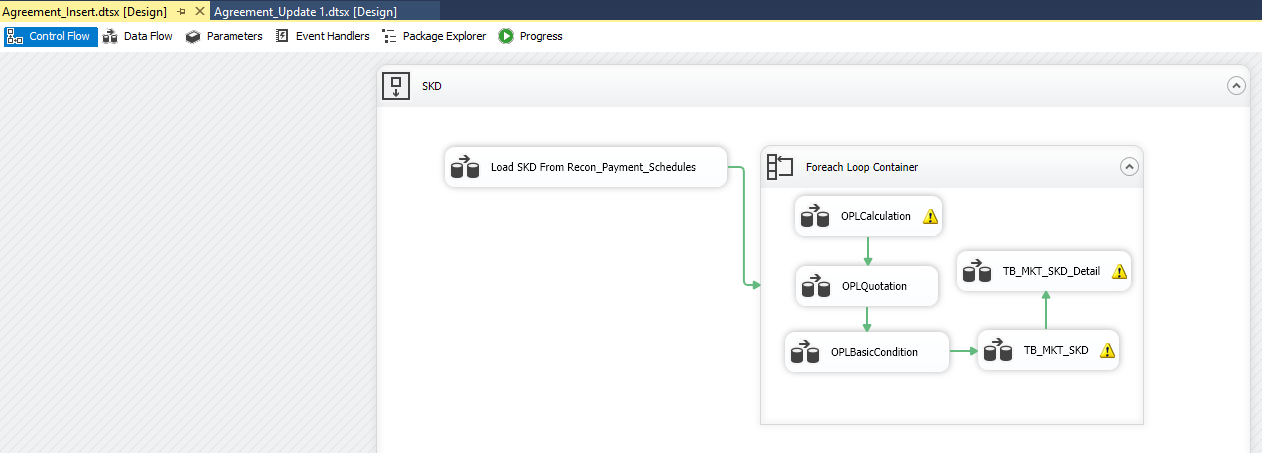 Agreement_Insert.dtsx [Design]
Agreement_Update 1.dtsx [Design]
Control Flow
Data Flow
Parameters
Event Handlers
Package Explorer
Progress
SKD
Load SKD From Recon_Payment_Schedules
Foreach Loop Container
OPLCalculation
OPLQuotation
TB_MKT_SKD_Detail
OPLBasicCondition
TB_MKT_SKD